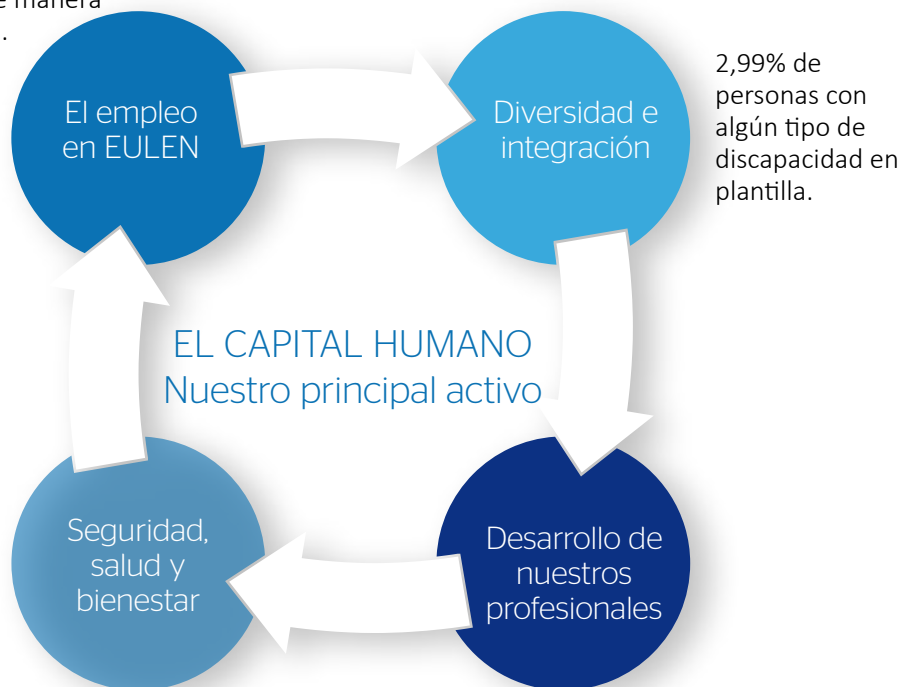 manera
.
El empleo
en EULEN
Diversidad e
integración
2,99% de
personas con
algún tipo de
discapacidad en
plantilla.
EL CAPITAL HUMANO
Nuestro principal activo
Seguridad,
salud y
bienestar
Desarrollo de
nuestros
profesionales